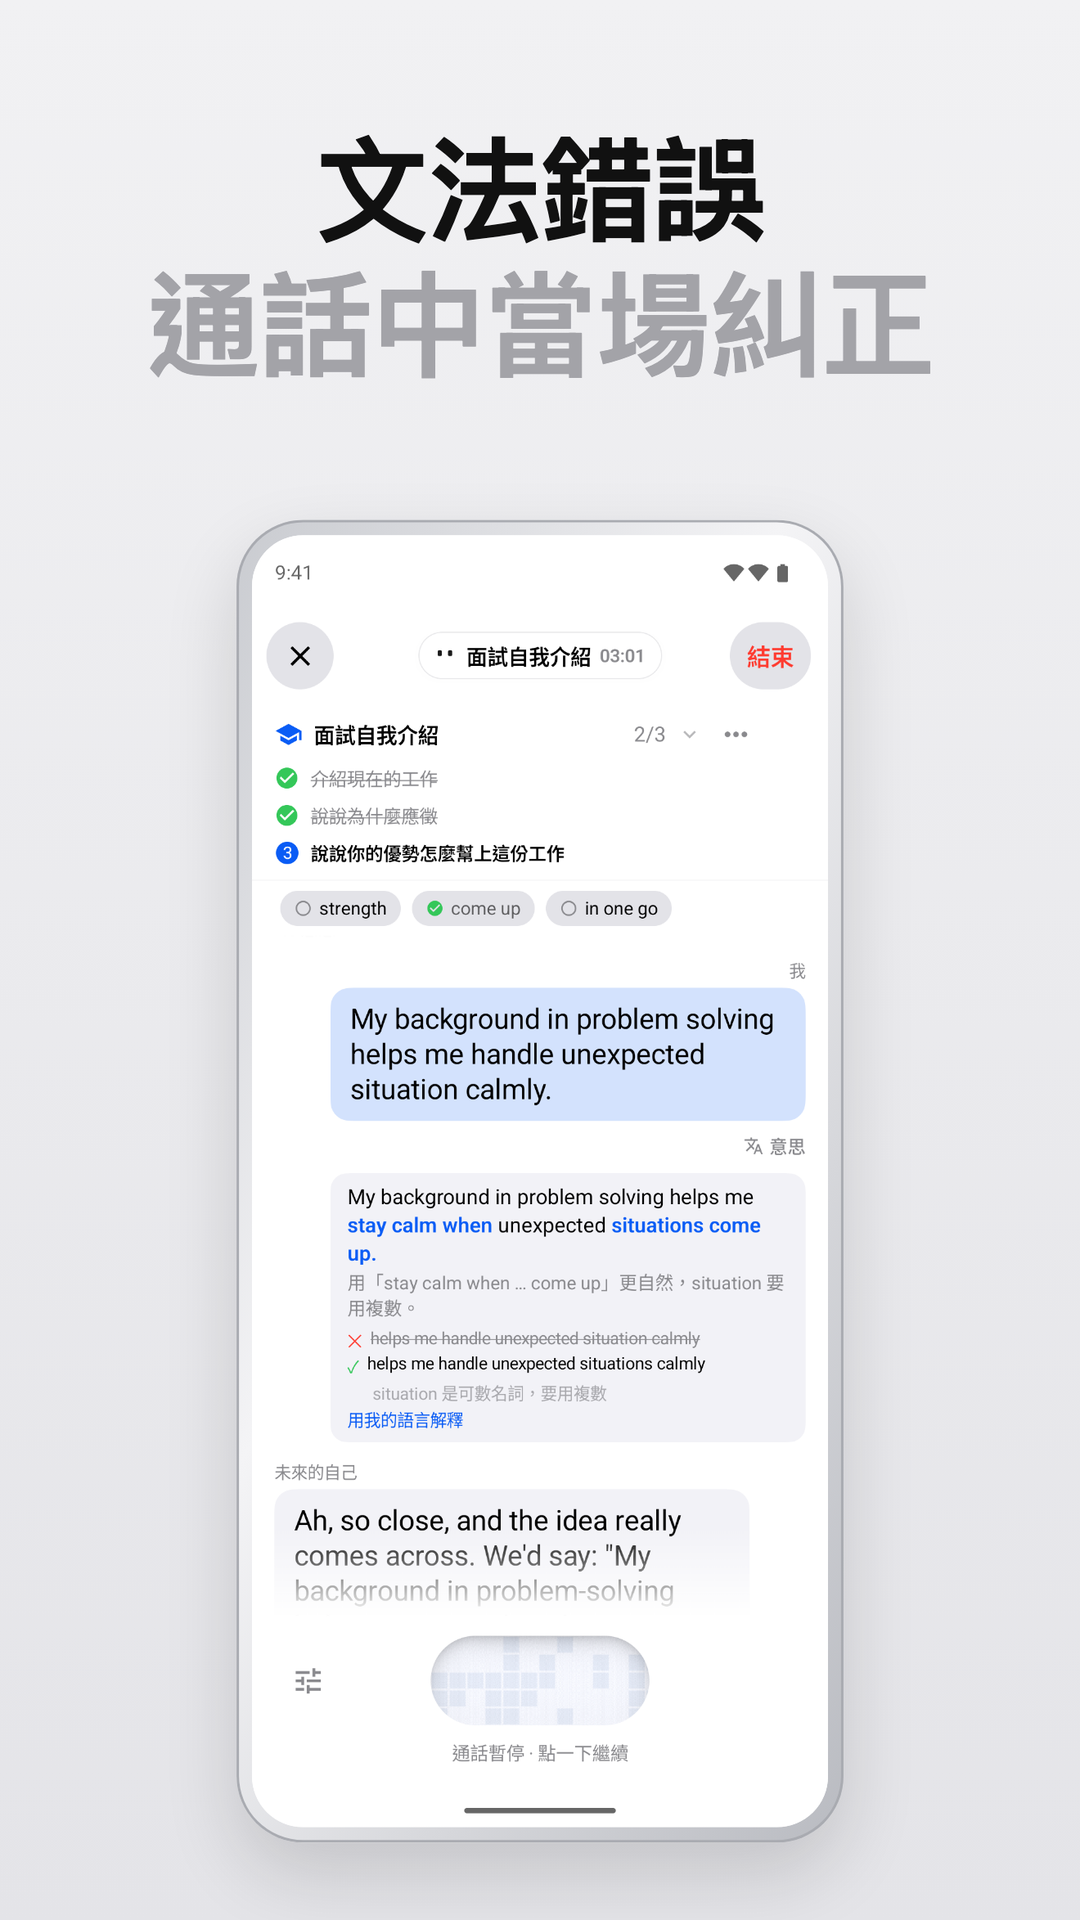 文法錯誤
通話中當場糾正
9:41
面試自我介紹 03:01
結束
面試自我介紹 2/3
介紹現在的工作
說說為什麼應徵
3 說說你的優勢怎麼幫上這份工作
strength come up in one go
我
My background in problem solving
helps me handle unexpected
situation calmly.
意思
My background in problem solving helps me
stay calm when unexpected situations come
up.
用「stay calm when ... come up」更自然，situation 要
用複數。
helps me handle unexpected situation calmly
helps me handle unexpected situations calmly
situation 是可數名詞，要用複數
用我的語言解釋
未來的自己
Ah, so close, and the idea really
comes across. We'd say: "My
background in problem-solving
通話暫停 · 點一下繼續